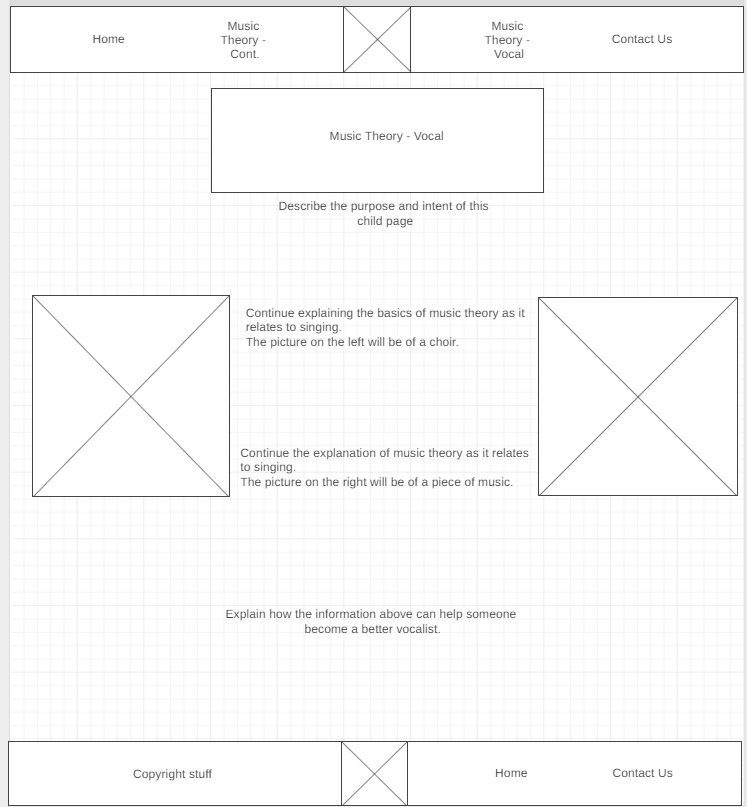 Home
Music
Theory -
Cont.
Music
Theory -
Vocal
Contact Us
Music Theory - Vocal
Describe the purpose and intent of this
child page
Continue explaining the basics of music theory as it
relates to singing.
The picture on the left will be of a choir.
Continue the explanation of music theory as it relates
to singing.
The picture on the right will be of a piece of music.
Explain how the information above can help someone
become a better vocalist.
Copyright stuff
Home
Contact Us